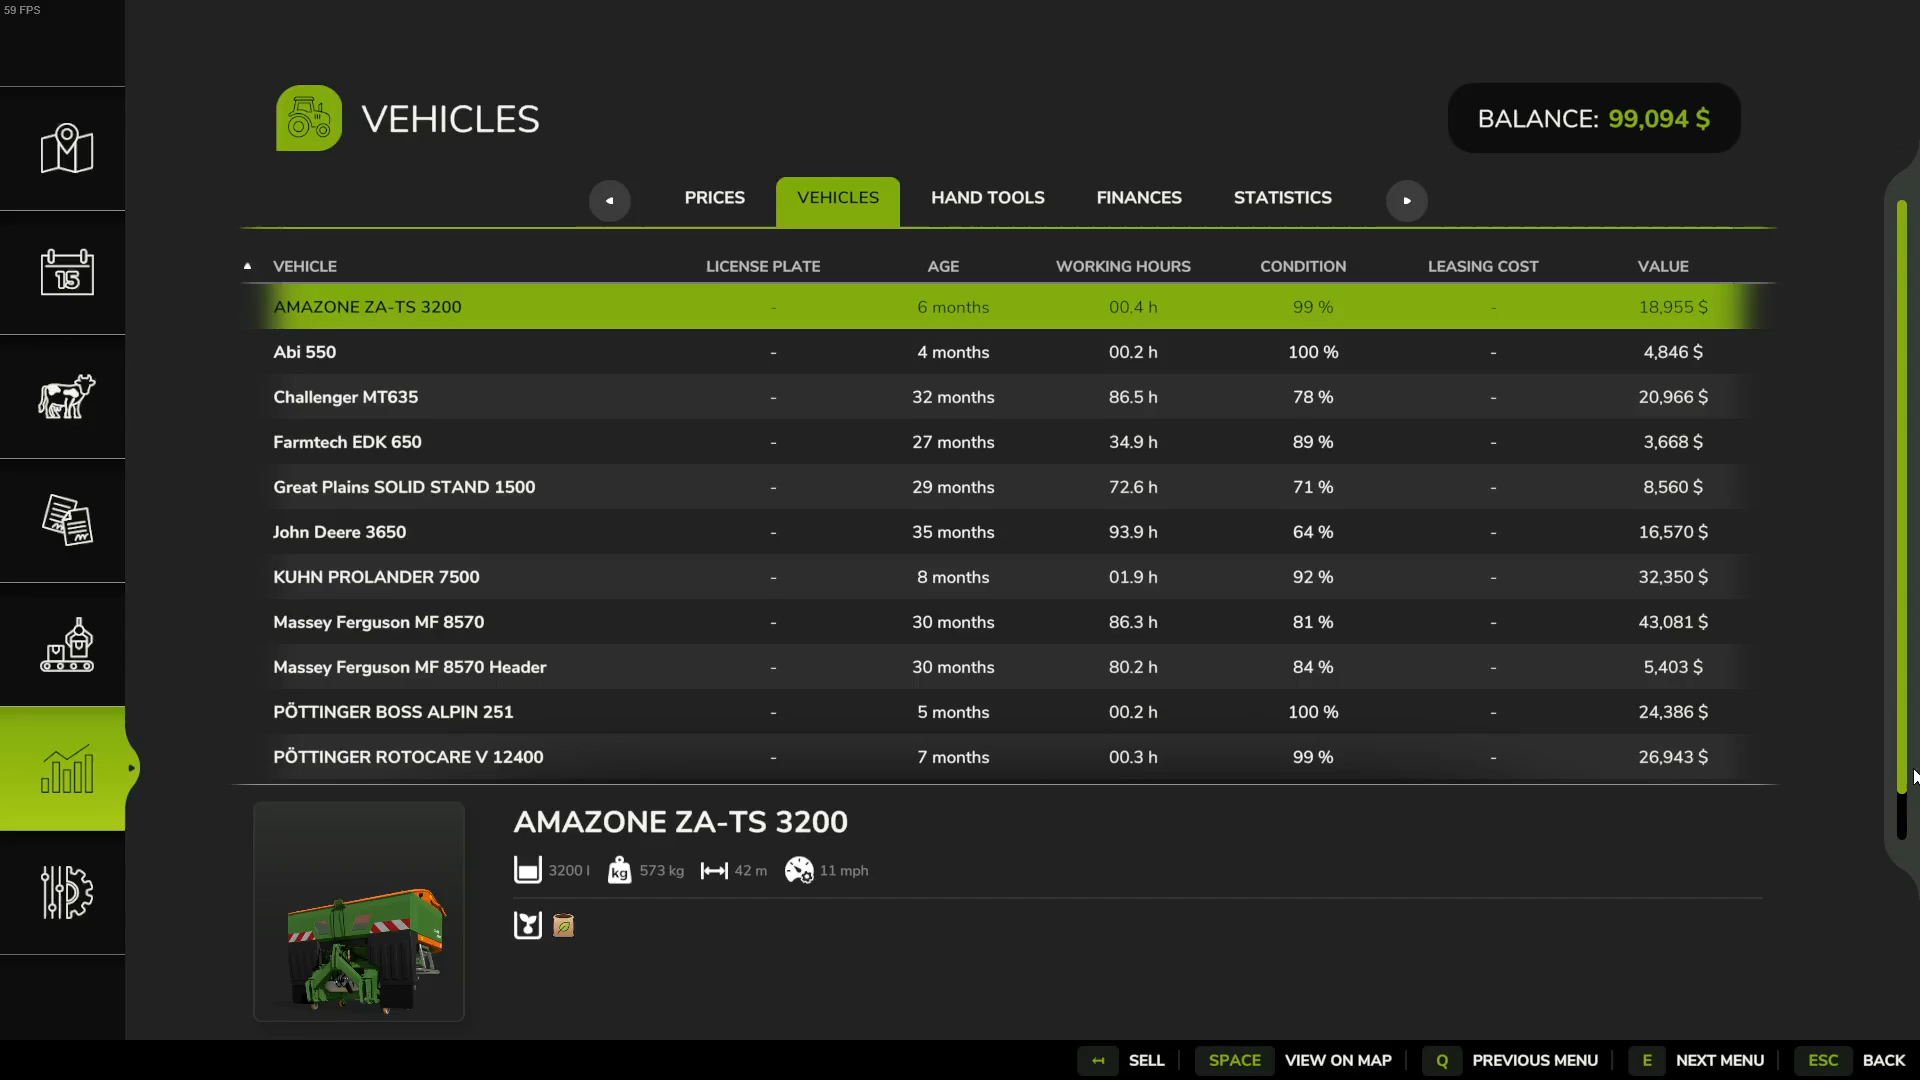 59 FPS
VEHICLES
BALANCE: 99,094 $
PRICES VEHICLES HAND TOOLS FINANCES STATISTICS
VEHICLE LICENSE PLATE AGE WORKING HOURS CONDITION LEASING COST VALUE
AMAZONE ZA-TS 3200 - 6 months 00.4 h 99 % - 18,955 $
Abi 550 - 4 months 00.2 h 100 % - 4,846 $
Challenger MT635 - 32 months 86.5 h 78 % - 20,966 $
Farmtech EDK 650 - 27 months 34.9 h 89 % - 3,668 $
Great Plains SOLID STAND 1500 - 29 months 72.6 h 71 % - 8,560 $
John Deere 3650 - 35 months 93.9 h 64 % - 16,570 $
KUHN PROLANDER 7500 - 8 months 01.9 h 92 % - 32,350 $
Massey Ferguson MF 8570 - 30 months 86.3 h 81 % - 43,081 $
Massey Ferguson MF 8570 Header - 30 months 80.2 h 84 % - 5,403 $
PÖTTINGER BOSS ALPIN 251 - 5 months 00.2 h 100 % - 24,386 $
PÖTTINGER ROTOCARE V 12400 - 7 months 00.3 h 99 % - 26,943 $
15
AMAZONE ZA-TS 3200
3200 l kg 573 kg 42 m 11 mph
SELL SPACE VIEW ON MAP Q PREVIOUS MENU E NEXT MENU ESC BACK